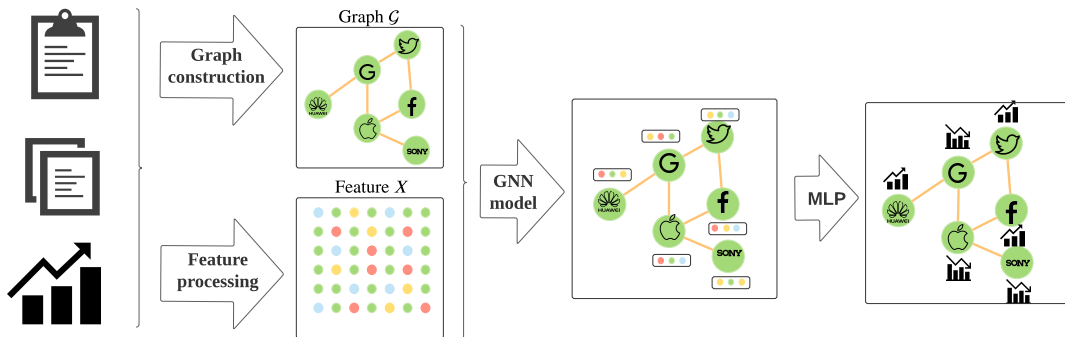 Graph 𝒢
Graph
construction
G
HUAWEI
f
SONY
Feature X
Feature
processing
GNN
model
G
HUAWEI
f
SONY
MLP
G
HUAWEI
f
SONY